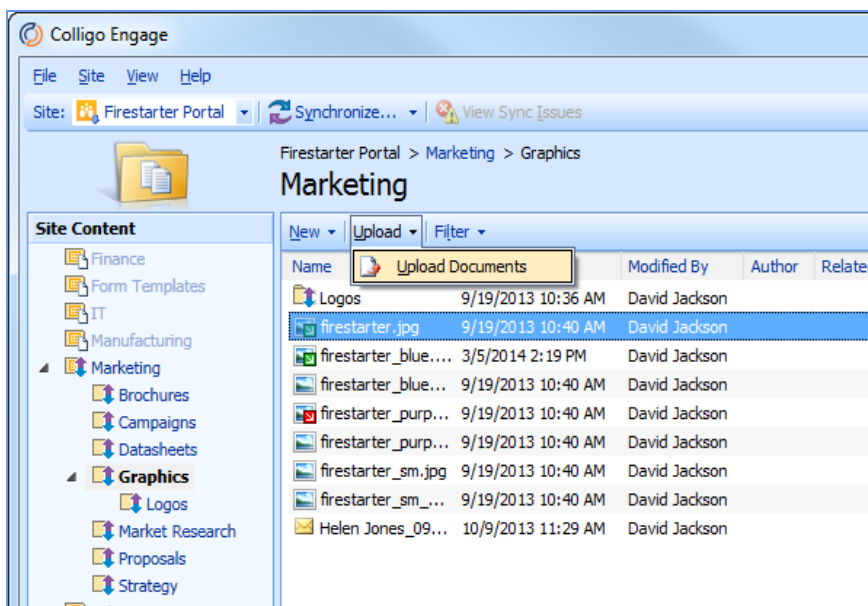 Colligo Engage
File Site View Help
Site: Firestarter Portal Synchronize... View Sync Issues
Firestarter Portal > Marketing > Graphics
Marketing
Site Content
Finance
Form Templates
IT
Manufacturing
Marketing
Brochures
Campaigns
Datasheets
Graphics
Logos
Market Research
Proposals
Strategy
New Upload Filter
Upload Documents
Name Modified By Author Relate
Logos 9/19/2013 10:36 AM David Jackson
firestarter.jpg 9/19/2013 10:40 AM David Jackson
firestarter_blue.... 3/5/2014 2:19 PM David Jackson
firestarter_blue... 9/19/2013 10:40 AM David Jackson
firestarter_purp... 9/19/2013 10:40 AM David Jackson
firestarter_purp... 9/19/2013 10:40 AM David Jackson
firestarter_sm.jpg 9/19/2013 10:40 AM David Jackson
firestarter_sm_... 9/19/2013 10:40 AM David Jackson
Helen Jones_09... 10/9/2013 11:29 AM David Jackson